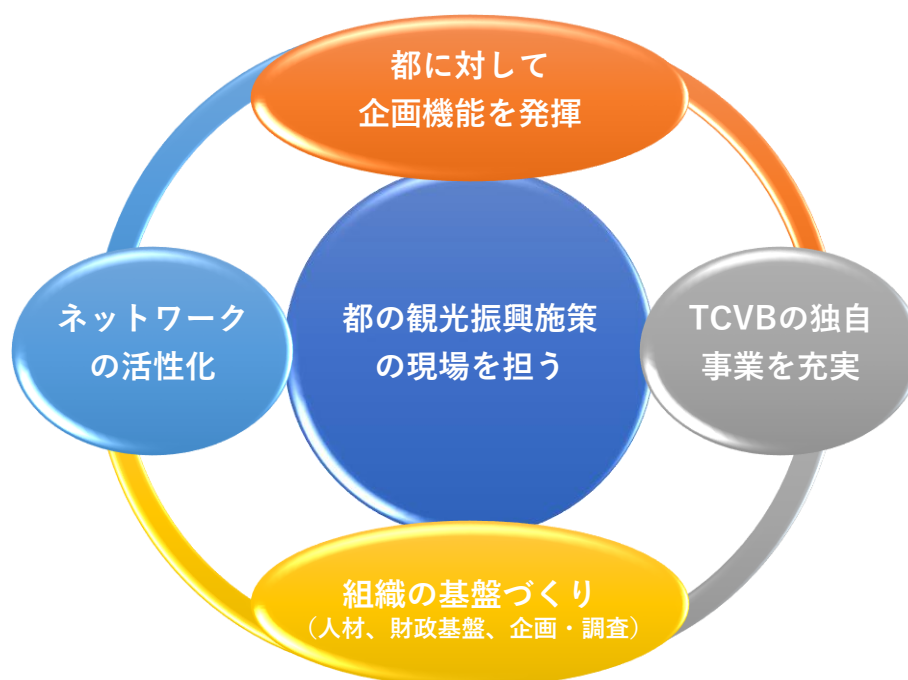 都に対して
企画機能を発揮
ネットワーク
の活性化
都の観光振興施策
の現場を担う
TCVBの独自
事業を充実
組織の基盤づくり
（人材、財政基盤、企画・調査）